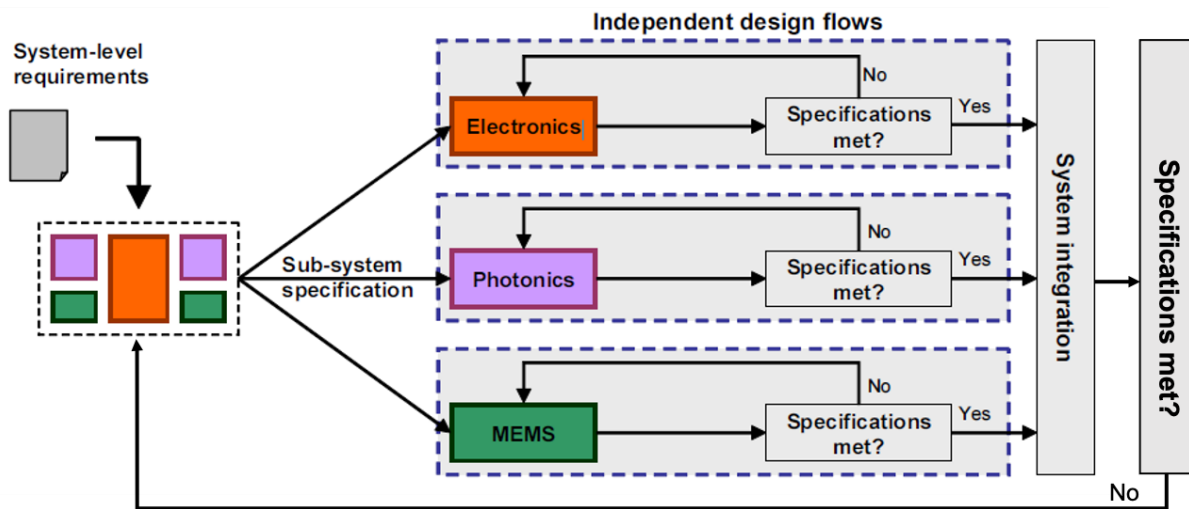 Independent design flows
System-level
requirements
No
Electronics
Specifications
met?
Yes
Sub-system
specification
No
Photonics
Specifications
met?
Yes
No
MEMS
Specifications
met?
Yes
System integration
Specifications met?
No